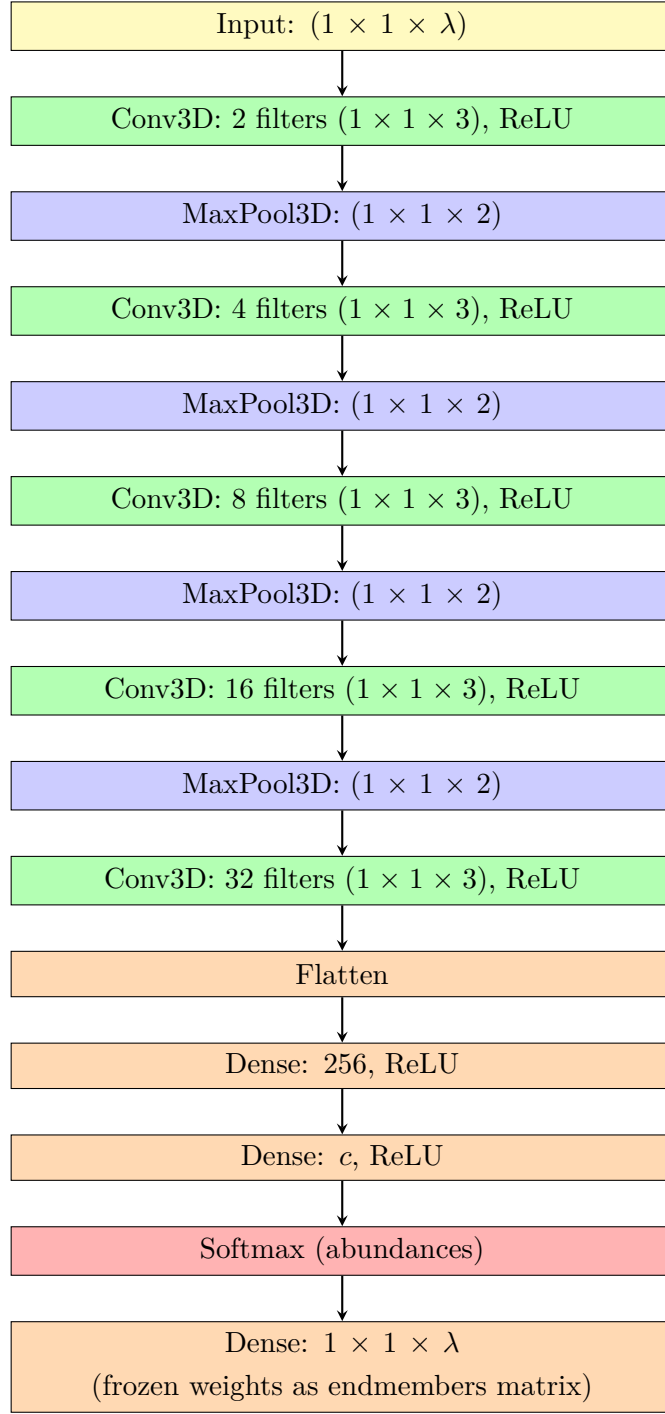 Input: (1 × 1 × λ)
Conv3D: 2 filters (1 × 1 × 3), ReLU
MaxPool3D: (1 × 1 × 2)
Conv3D: 4 filters (1 × 1 × 3), ReLU
MaxPool3D: (1 × 1 × 2)
Conv3D: 8 filters (1 × 1 × 3), ReLU
MaxPool3D: (1 × 1 × 2)
Conv3D: 16 filters (1 × 1 × 3), ReLU
MaxPool3D: (1 × 1 × 2)
Conv3D: 32 filters (1 × 1 × 3), ReLU
Flatten
Dense: 256, ReLU
Dense: c, ReLU
Softmax (abundances)
Dense: 1 × 1 × λ
(frozen weights as endmembers matrix)